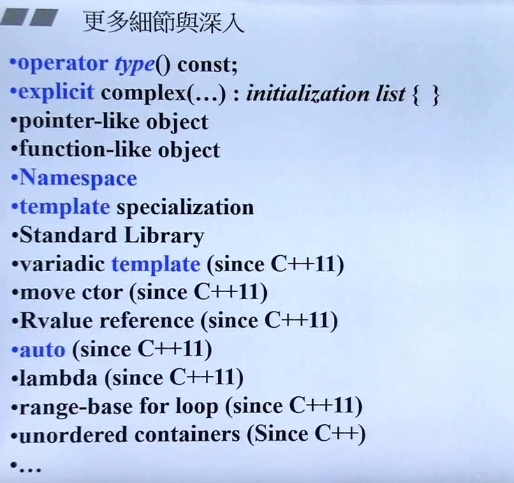 更多細節與深入
•operator type() const;
•explicit complex(…) : initialization list { }
•pointer-like object
•function-like object
•Namespace
•template specialization
•Standard Library
•variadic template (since C++11)
•move ctor (since C++11)
•Rvalue reference (since C++11)
•auto (since C++11)
•lambda (since C++11)
•range-base for loop (since C++11)
•unordered containers (Since C++)
•…